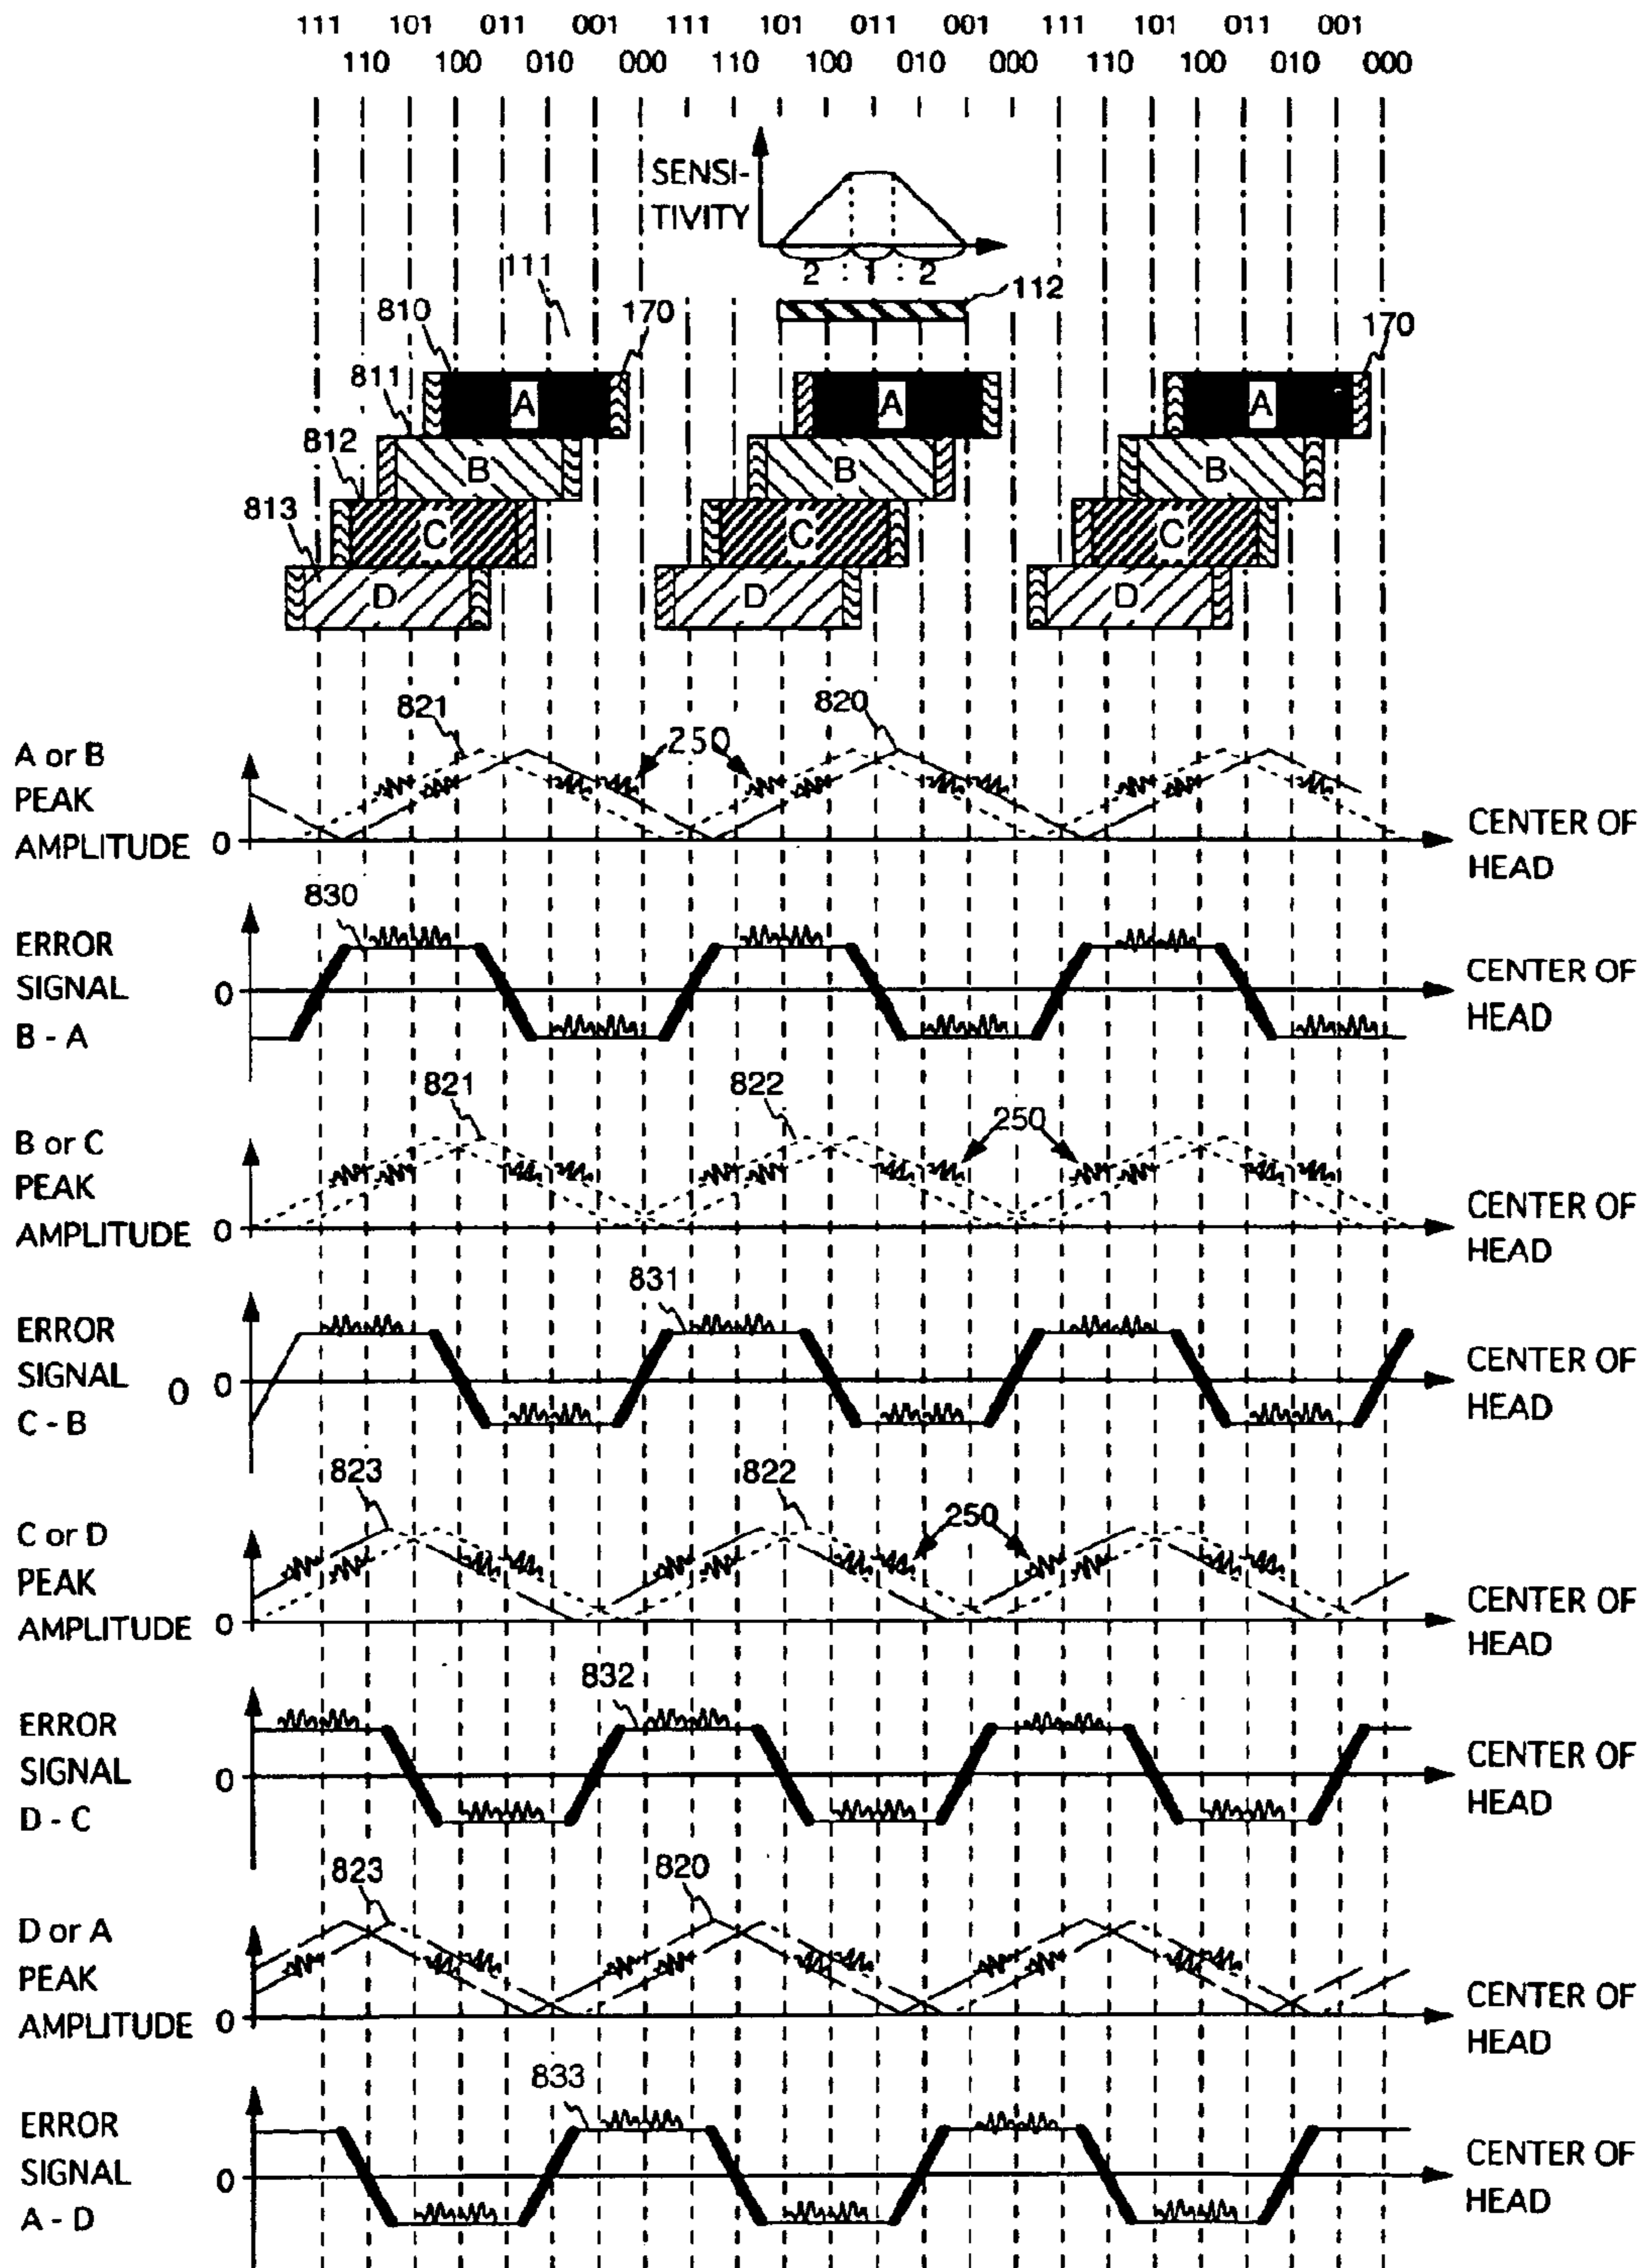 111 101 011 001 111 101 011 001 111 101 011 001
110 100 010 000 110 100 010 000 110 100 010 000
SENSI-
TIVITY
2 : 1 : 2
111
112
810
170
170
811
A A A
812
B B B
813
C C C
D D D
821
820
250
A or B
PEAK
AMPLITUDE 0
CENTER OF
HEAD
830
ERROR
SIGNAL 0
B - A
CENTER OF
HEAD
821
822
250
B or C
PEAK
AMPLITUDE 0
CENTER OF
HEAD
831
ERROR
SIGNAL 0 0
C - B
CENTER OF
HEAD
823
822
250
C or D
PEAK
AMPLITUDE 0
CENTER OF
HEAD
832
ERROR
SIGNAL 0
D - C
CENTER OF
HEAD
823
820
D or A
PEAK
AMPLITUDE 0
CENTER OF
HEAD
833
ERROR
SIGNAL 0
A - D
CENTER OF
HEAD